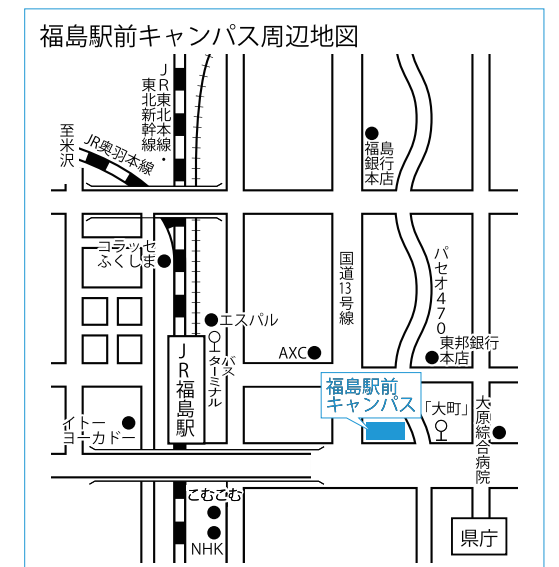 福島駅前キャンパス周辺地図
JR東北本線・
東北新幹線
至米沢
JR奥羽本線
福島
銀行
本店
コラッセ
ふくしま
国道13号線
パセオ470
エスパル
バス
ターミナル
JR福島駅
AXC
東邦銀行
本店
福島駅前
キャンパス
「大町」
大原綜合病院
イトー
ヨーカドー
こむこむ
NHK
県庁